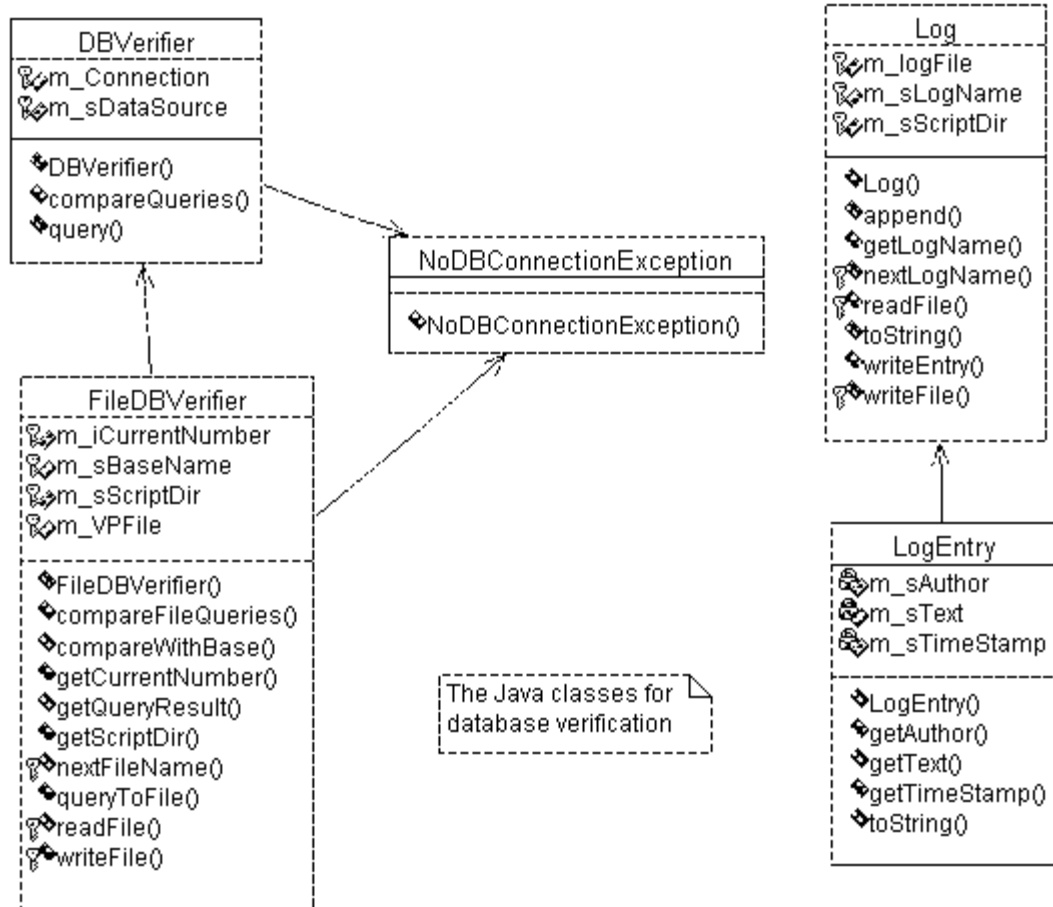 DBVerifier
m_Connection
m_sDataSource
DBVerifier()
compareQueries()
query()
NoDBConnectionException
NoDBConnectionException()
FileDBVerifier
m_iCurrentNumber
m_sBaseName
m_sScriptDir
m_VPFile
FileDBVerifier()
compareFileQueries()
compareWithBase()
getCurrentNumber()
getQueryResult()
getScriptDir()
nextFileName()
queryToFile()
readFile()
writeFile()
The Java classes for
database verification
Log
m_logFile
m_sLogName
m_sScriptDir
Log()
append()
getLogName()
nextLogName()
readFile()
toString()
writeEntry()
writeFile()
LogEntry
m_sAuthor
m_sText
m_sTimeStamp
LogEntry()
getAuthor()
getText()
getTimeStamp()
toString()